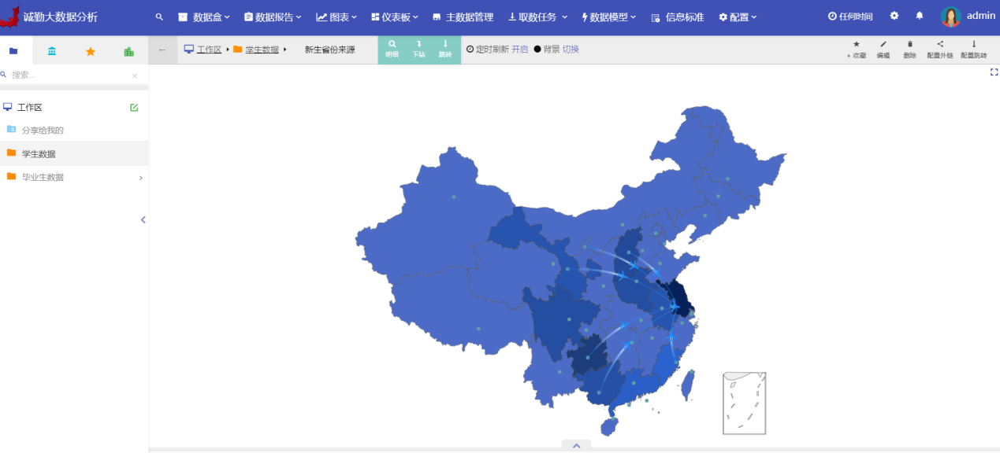 诚勤大数据分析
数据盒 数据报告 图表 仪表板 主数据管理 取数任务 数据模型 信息标准 配置 任何时间 admin
← 工作区 学生数据 新生省份来源
明细 下钻 跳转
定时刷新 开启 背景 切换
+ 收藏 编辑 删除 配置外链 配置跳转
搜索...
工作区
分享给我的
学生数据
毕业生数据